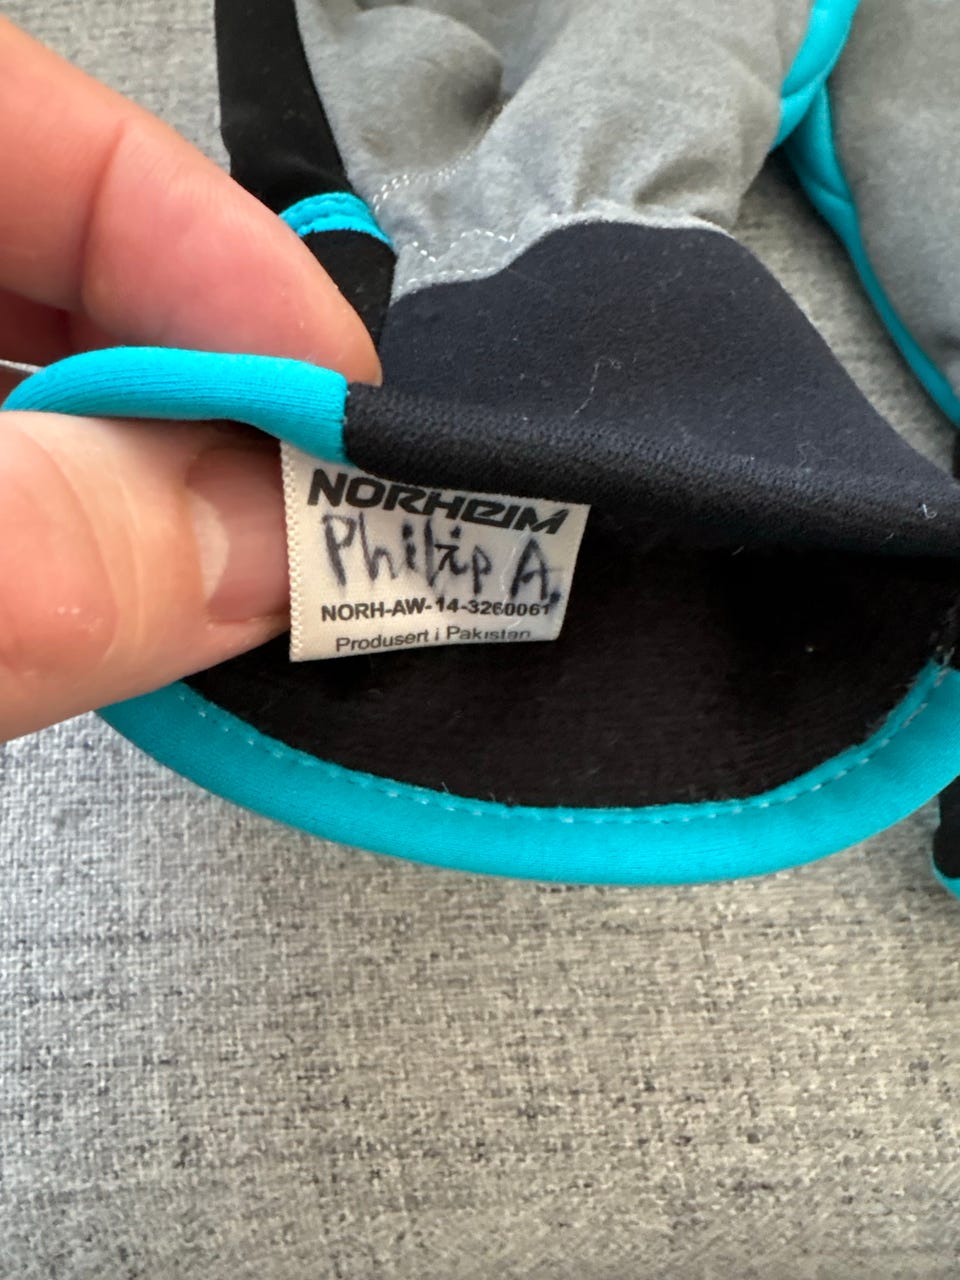 NORHEIM
Philip A.
NORH-AW-14-3260061
Produsert i Pakistan